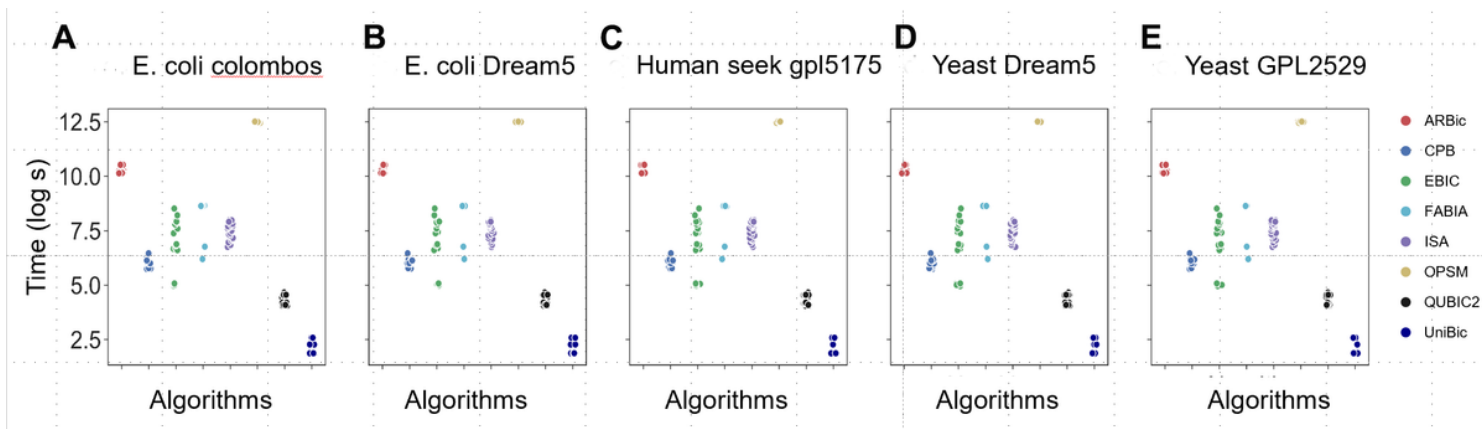 A
B
C
D
E
E. coli colombos
E. coli Dream5
Human seek gpl5175
Yeast Dream5
Yeast GPL2529
Time (log s)
12.5
10.0
7.5
5.0
2.5
Algorithms
Algorithms
Algorithms
Algorithms
Algorithms
ARBic
CPB
EBIC
FABIA
ISA
OPSM
QUBIC2
UniBic